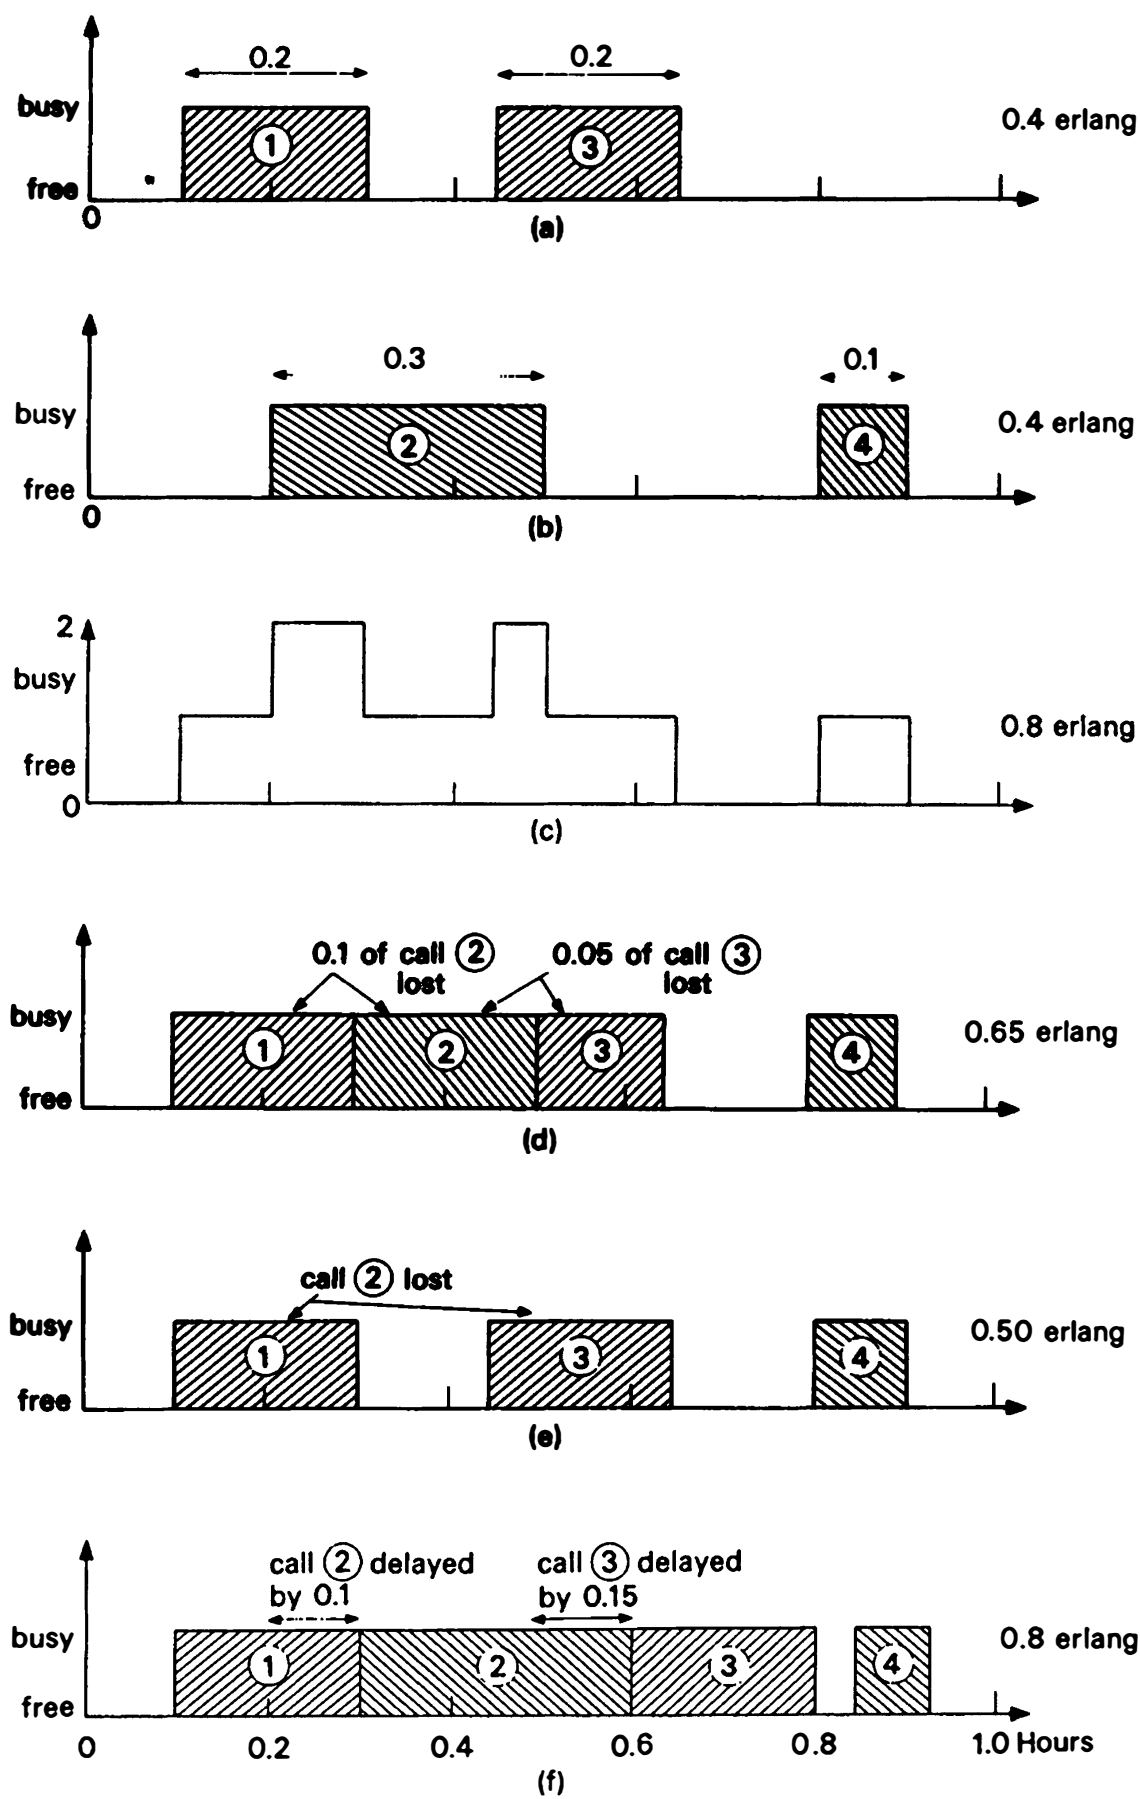 0.2 0.2
busy
1 3
0.4 erlang
free
0
(a)
0.3 0.1
busy
2 4
0.4 erlang
free
0
(b)
2
busy
0.8 erlang
free
0
(c)
0.1 of call 2
lost
0.05 of call 3
lost
busy
1 2 3 4
0.65 erlang
free
(d)
call 2 lost
busy
1 3 4
0.50 erlang
free
(e)
call 2 delayed
by 0.1
call 3 delayed
by 0.15
busy
1 2 3 4
0.8 erlang
free
0 0.2 0.4 0.6 0.8 1.0 Hours
(f)